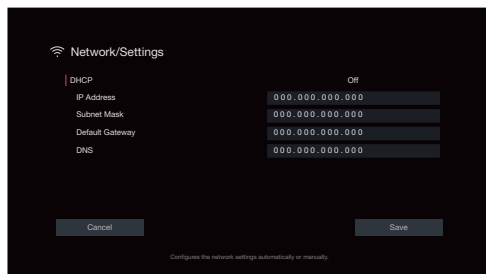 Network/Settings
DHCP Off
IP Address 000.000.000.000
Subnet Mask 000.000.000.000
Default Gateway 000.000.000.000
DNS 000.000.000.000
Cancel Save
Configures the network settings automatically or manually.